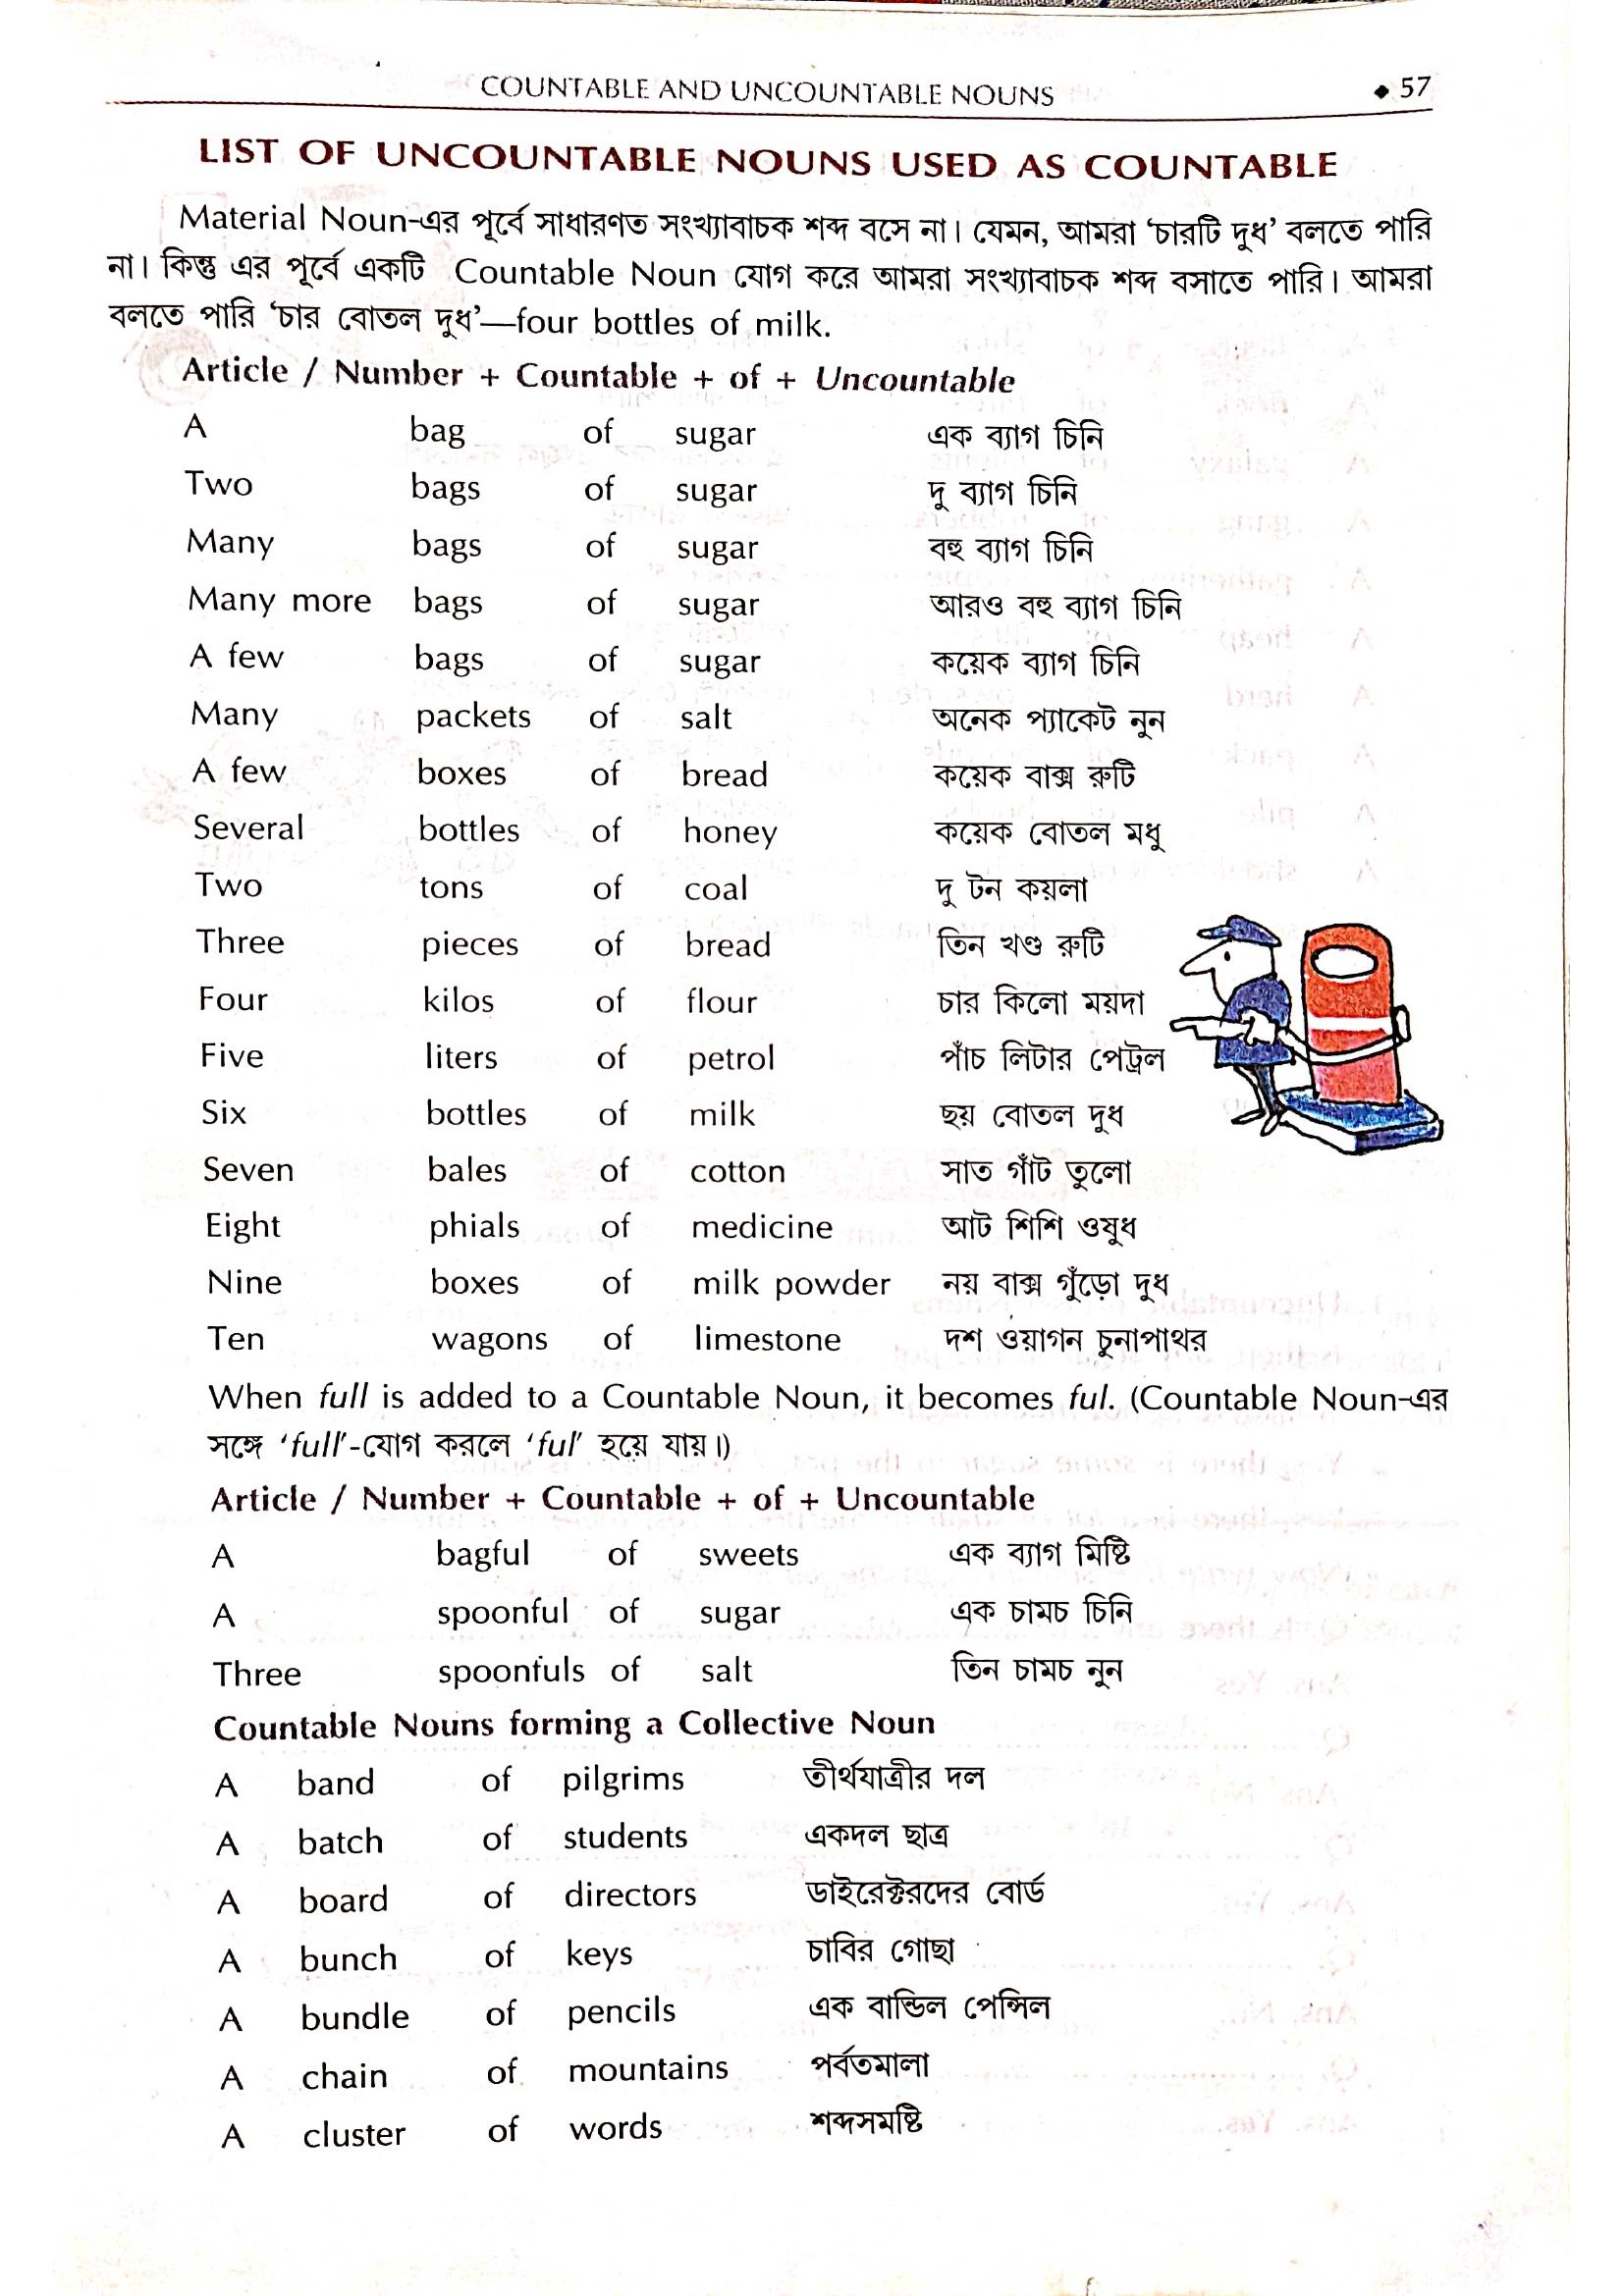 COUNTABLE AND UNCOUNTABLE NOUNS ◆ 57
LIST OF UNCOUNTABLE NOUNS USED AS COUNTABLE
Material Noun-এর পূর্বে সাধারণত সংখ্যাবাচক শব্দ বসে না। যেমন, আমরা ‘চারটি দুধ’ বলতে পারি
না। কিন্তু এর পূর্বে একটি Countable Noun যোগ করে আমরা সংখ্যাবাচক শব্দ বসাতে পারি। আমরা
বলতে পারি ‘চার বোতল দুধ’—four bottles of milk.
Article / Number + Countable + of + Uncountable
A bag of sugar এক ব্যাগ চিনি
Two bags of sugar দু ব্যাগ চিনি
Many bags of sugar বহু ব্যাগ চিনি
Many more bags of sugar আরও বহু ব্যাগ চিনি
A few bags of sugar কয়েক ব্যাগ চিনি
Many packets of salt অনেক প্যাকেট নুন
A few boxes of bread কয়েক বাক্স রুটি
Several bottles of honey কয়েক বোতল মধু
Two tons of coal দু টন কয়লা
Three pieces of bread তিন খণ্ড রুটি
Four kilos of flour চার কিলো ময়দা
Five liters of petrol পাঁচ লিটার পেট্রল
Six bottles of milk ছয় বোতল দুধ
Seven bales of cotton সাত গাঁট তুলো
Eight phials of medicine আট শিশি ওষুধ
Nine boxes of milk powder নয় বাক্স গুঁড়ো দুধ
Ten wagons of limestone দশ ওয়াগন চুনাপাথর
When full is added to a Countable Noun, it becomes ful. (Countable Noun-এর
সঙ্গে ‘full’-যোগ করলে ‘ful’ হয়ে যায়।)
Article / Number + Countable + of + Uncountable
A bagful of sweets এক ব্যাগ মিষ্টি
A spoonful of sugar এক চামচ চিনি
Three spoonfuls of salt তিন চামচ নুন
Countable Nouns forming a Collective Noun
A band of pilgrims তীর্থযাত্রীর দল
A batch of students একদল ছাত্র
A board of directors ডাইরেক্টরদের বোর্ড
A bunch of keys চাবির গোছা
A bundle of pencils এক বান্ডিল পেন্সিল
A chain of mountains পর্বতমালা
A cluster of words শব্দসমষ্টি